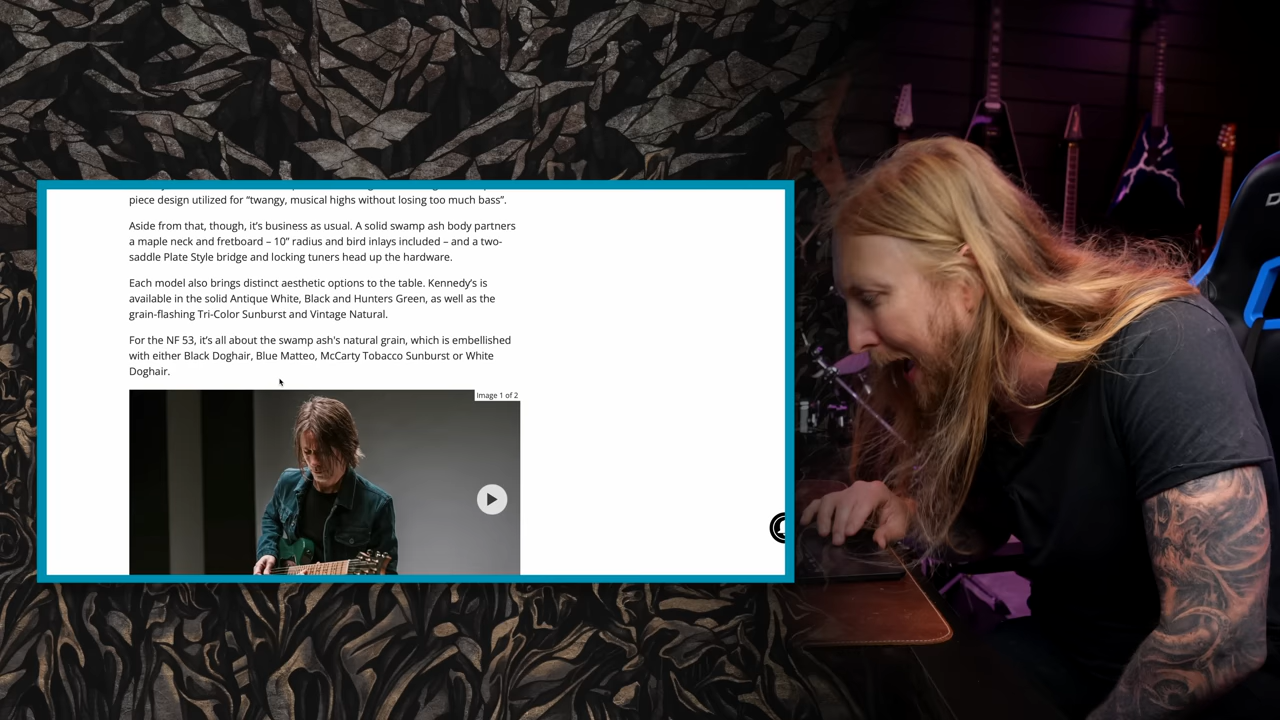 piece design utilized for “twangy, musical highs without losing too much bass”.
Aside from that, though, it’s business as usual. A solid swamp ash body partners
a maple neck and fretboard – 10” radius and bird inlays included – and a two-
saddle Plate Style bridge and locking tuners head up the hardware.
Each model also brings distinct aesthetic options to the table. Kennedy’s is
available in the solid Antique White, Black and Hunters Green, as well as the
grain-flashing Tri-Color Sunburst and Vintage Natural.
For the NF 53, it’s all about the swamp ash's natural grain, which is embellished
with either Black Doghair, Blue Matteo, McCarty Tobacco Sunburst or White
Doghair.
Image 1 of 2